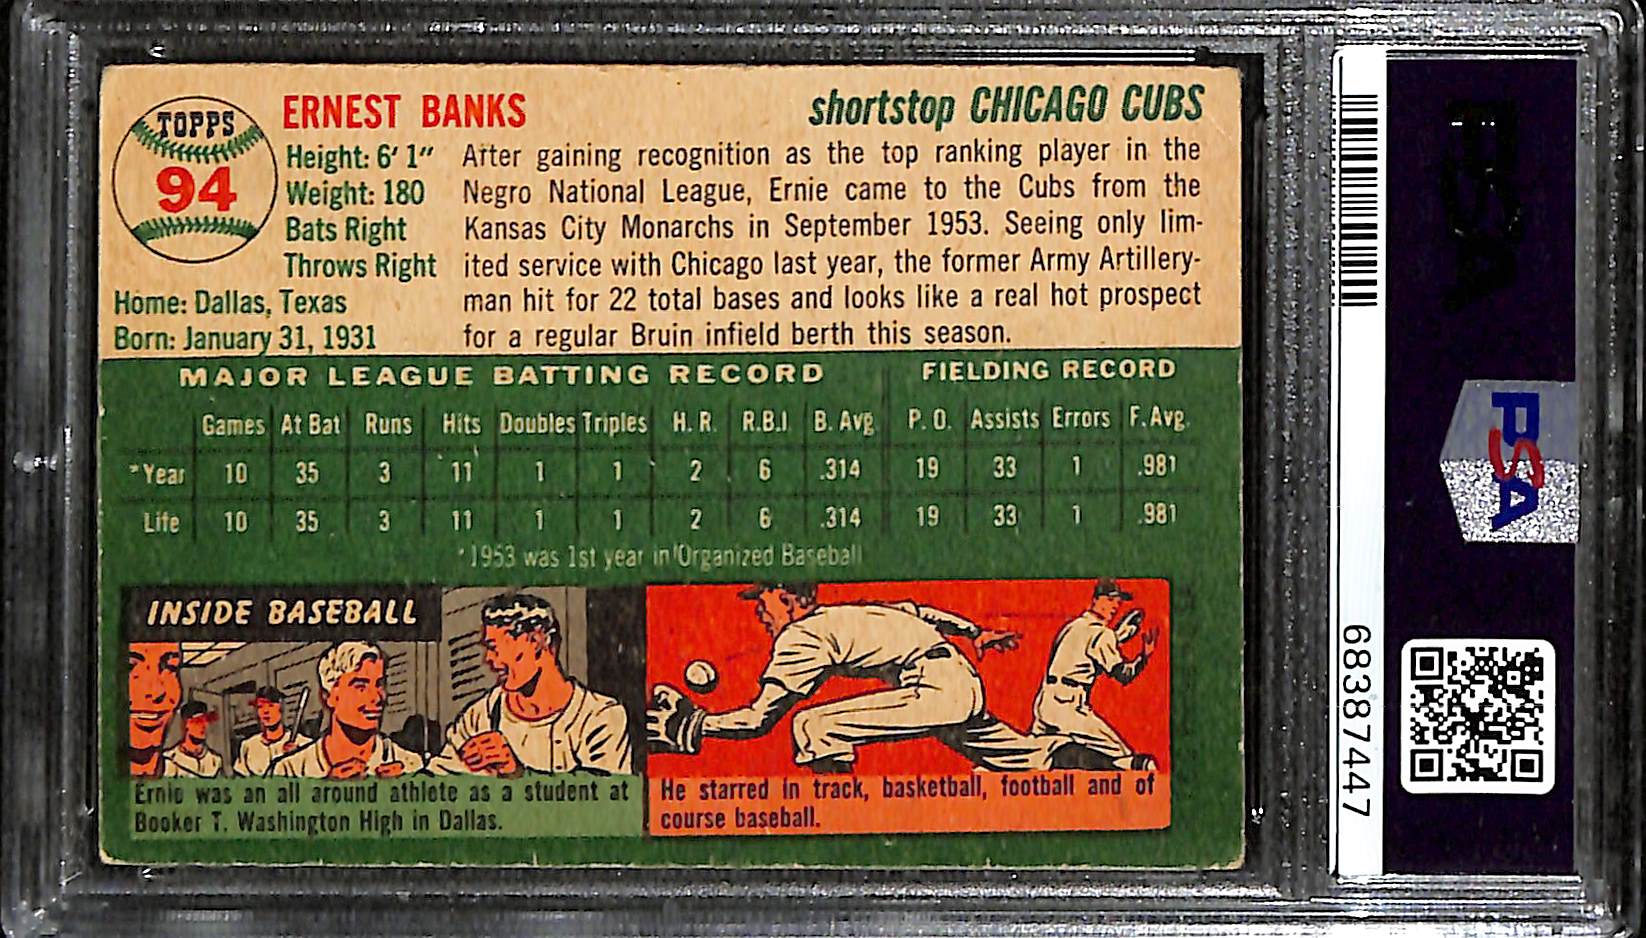 TOPPS
94
ERNEST BANKS
shortstop CHICAGO CUBS
Height: 6' 1"
Weight: 180
Bats Right
Throws Right
Home: Dallas, Texas
Born: January 31, 1931
After gaining recognition as the top ranking player in the
Negro National League, Ernie came to the Cubs from the
Kansas City Monarchs in September 1953. Seeing only lim-
ited service with Chicago last year, the former Army Artillery-
man hit for 22 total bases and looks like a real hot prospect
for a regular Bruin infield berth this season.
MAJOR LEAGUE BATTING RECORD FIELDING RECORD
Games At Bat Runs Hits Doubles Triples H. R. R.B.I. B. Avg. P. O. Assists Errors F. Avg.
*Year 10 35 3 11 1 1 2 6 .314 19 33 1 .981
Life 10 35 3 11 1 1 2 6 .314 19 33 1 .981
*1953 was 1st year in Organized Baseball
INSIDE BASEBALL
Ernie was an all around athlete as a student at
Booker T. Washington High in Dallas.
He starred in track, basketball, football and of
course baseball.
PSA
PSA
68387447